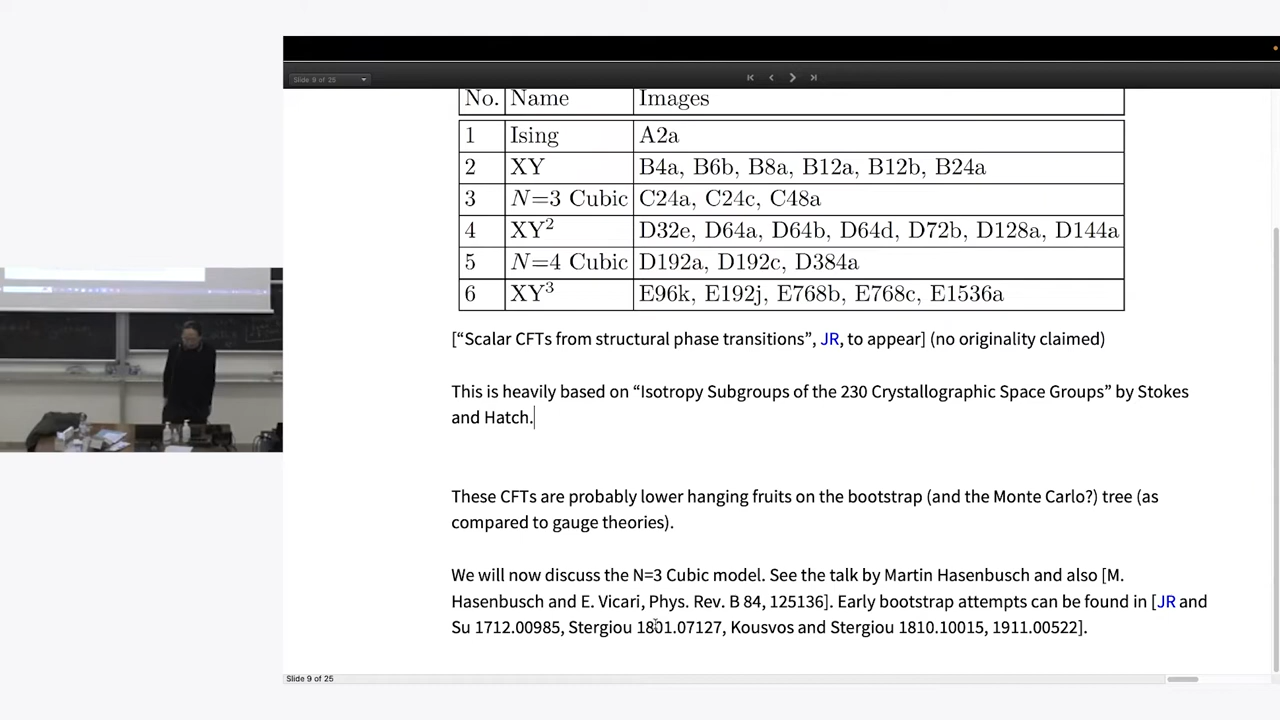 Slide 9 of 25
No. Name Images
1 Ising A2a
2 XY B4a, B6b, B8a, B12a, B12b, B24a
3 N=3 Cubic C24a, C24c, C48a
4 XY² D32e, D64a, D64b, D64d, D72b, D128a, D144a
5 N=4 Cubic D192a, D192c, D384a
6 XY³ E96k, E192j, E768b, E768c, E1536a
[“Scalar CFTs from structural phase transitions”, JR, to appear] (no originality claimed)
This is heavily based on “Isotropy Subgroups of the 230 Crystallographic Space Groups” by Stokes
and Hatch.
These CFTs are probably lower hanging fruits on the bootstrap (and the Monte Carlo?) tree (as
compared to gauge theories).
We will now discuss the N=3 Cubic model. See the talk by Martin Hasenbusch and also [M.
Hasenbusch and E. Vicari, Phys. Rev. B 84, 125136]. Early bootstrap attempts can be found in [JR and
Su 1712.00985, Stergiou 1801.07127, Kousvos and Stergiou 1810.10015, 1911.00522].
Slide 9 of 25